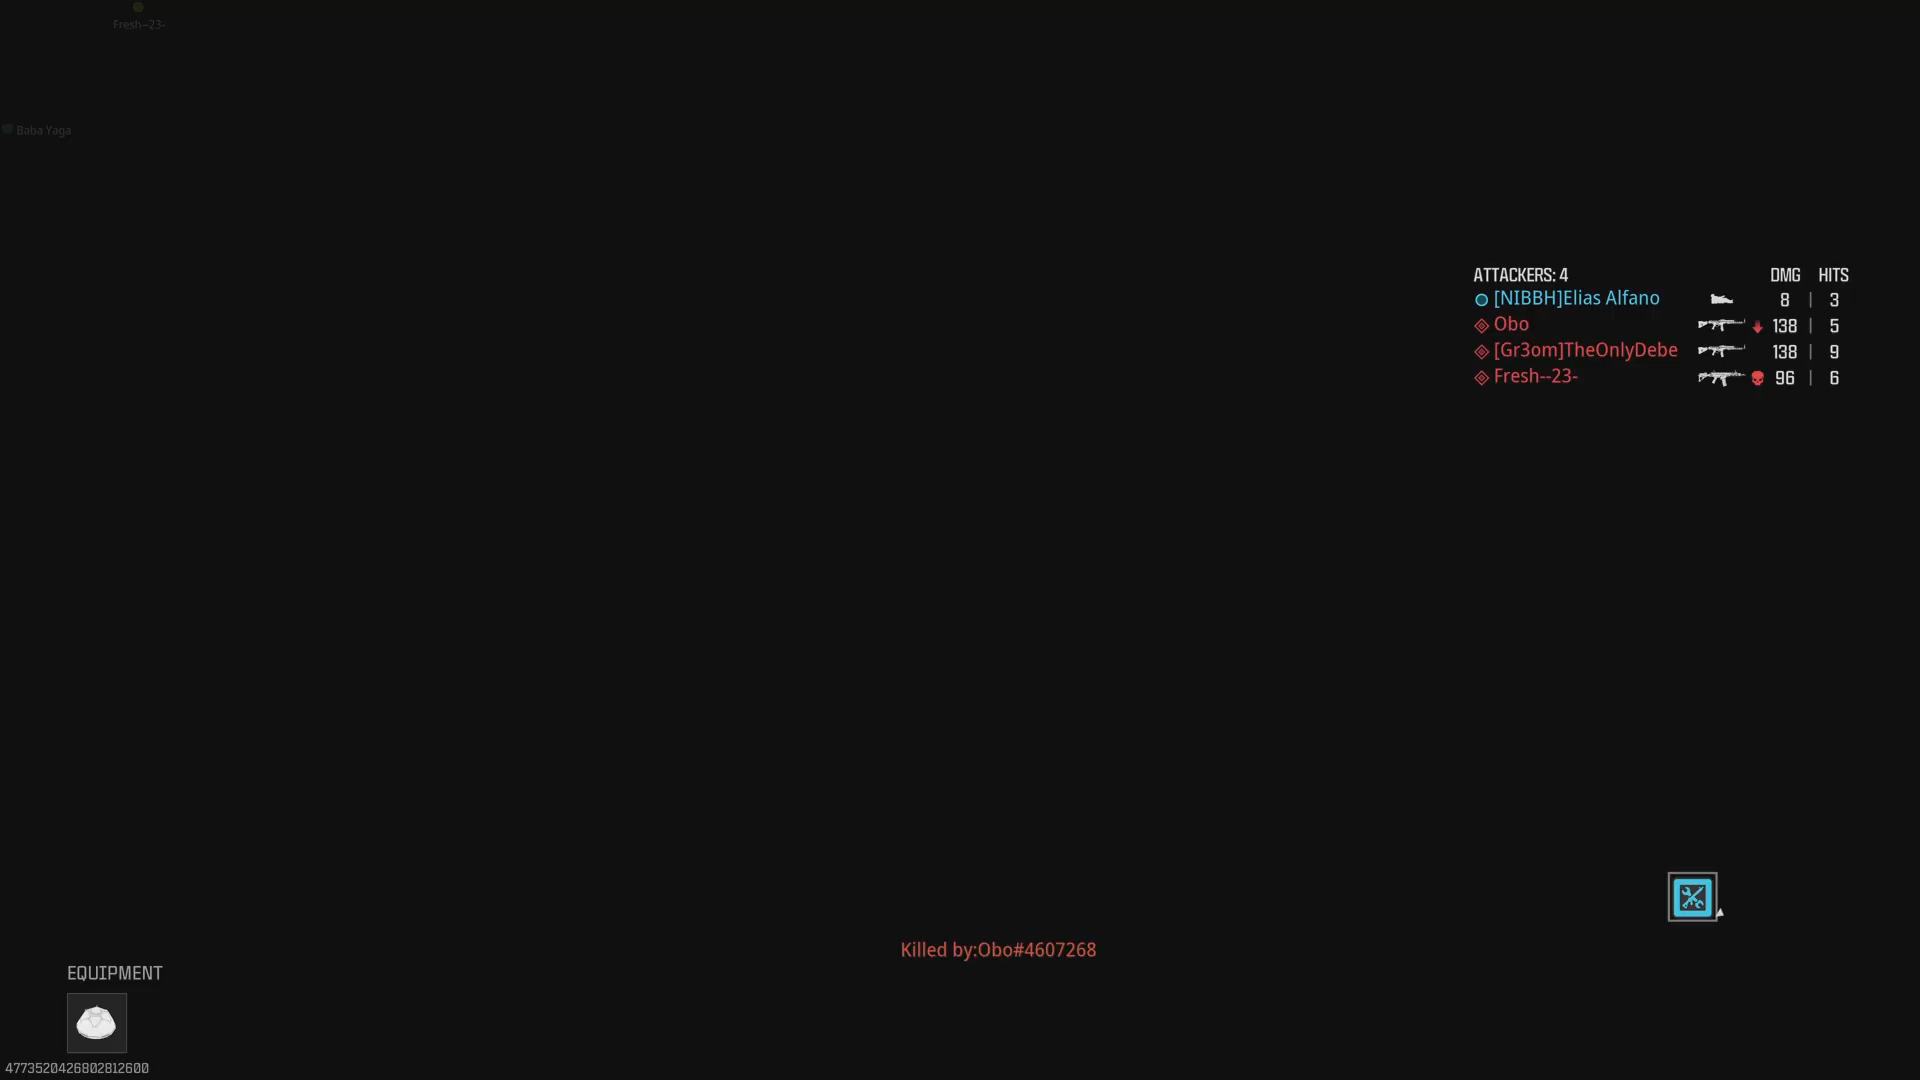 Fresh--23-
Baba Yaga
ATTACKERS: 4 DMG HITS
[NIBBH]Elias Alfano 8 | 3
Obo 138 | 5
[Gr3om]TheOnlyDebe 138 | 9
Fresh--23- 96 | 6
Killed by:Obo#4607268
EQUIPMENT
4773520426802812600